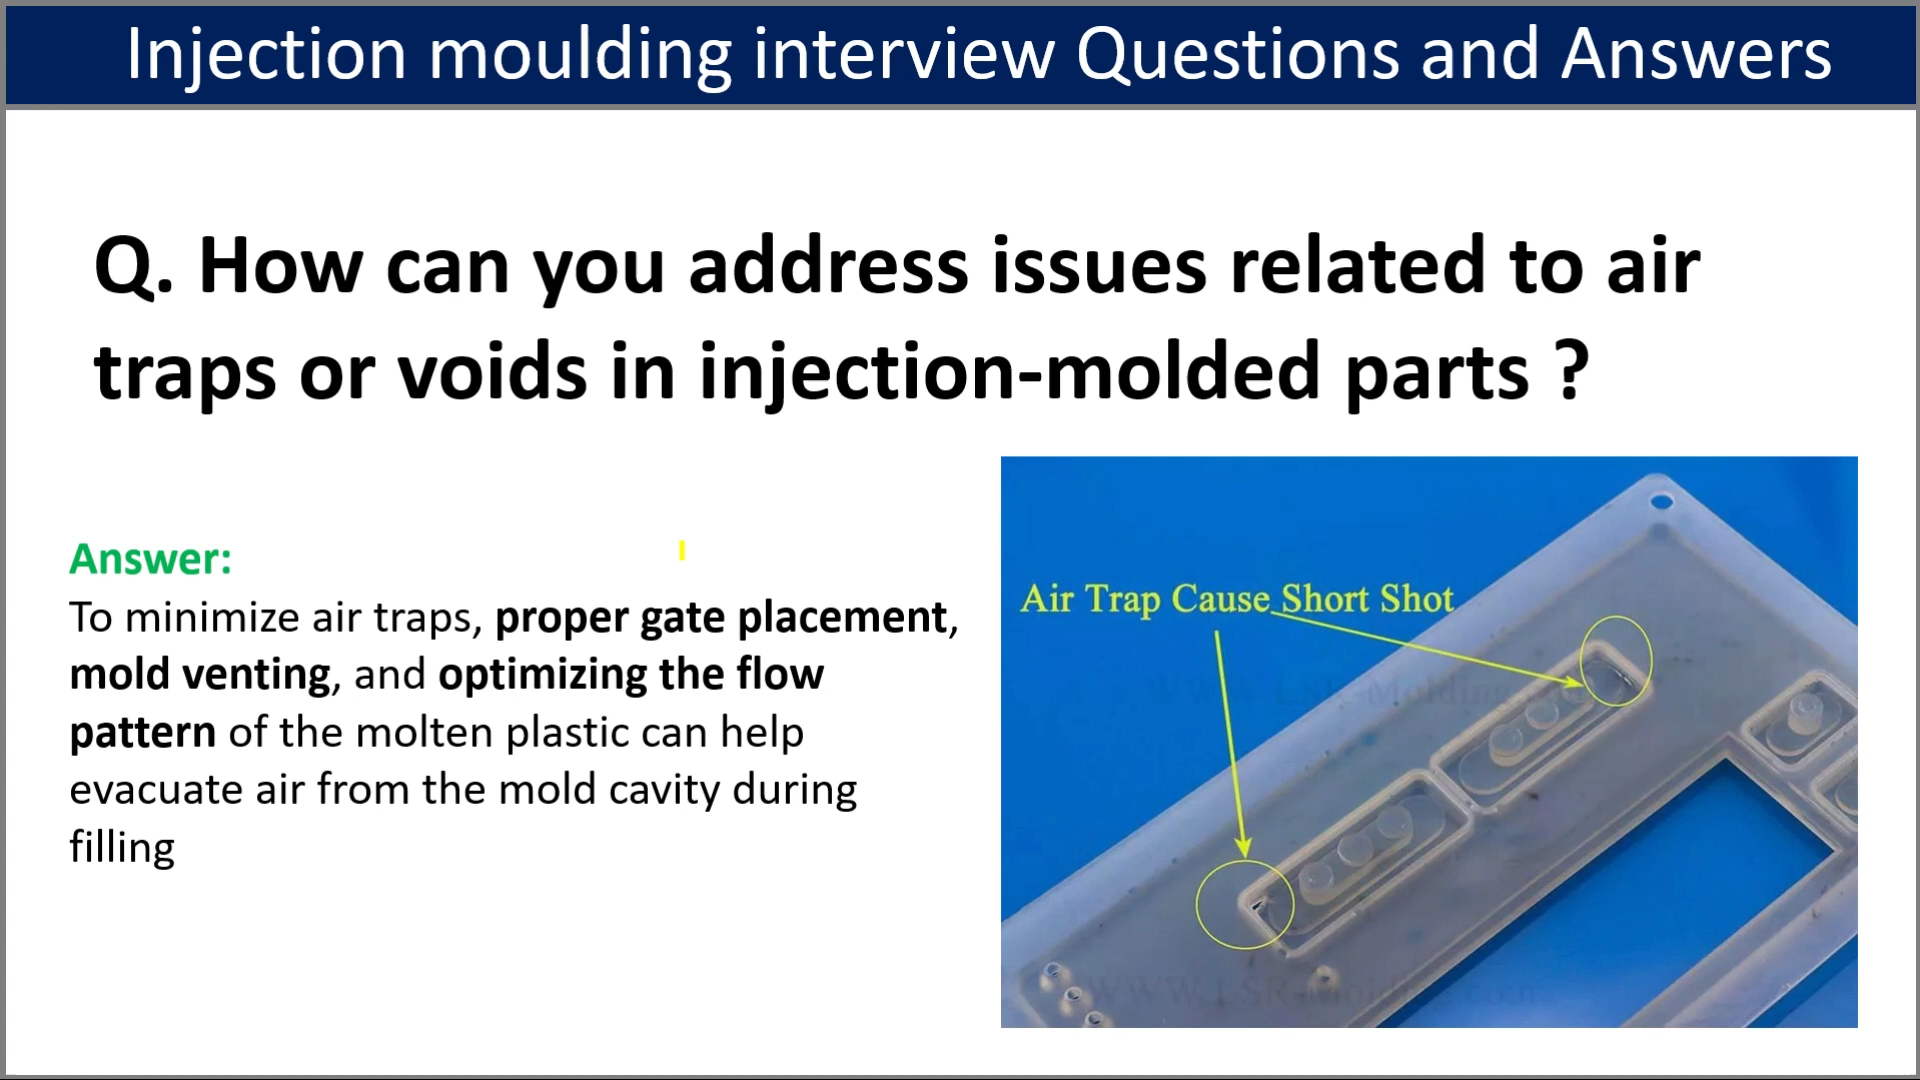 Injection moulding interview Questions and Answers
Q. How can you address issues related to air
traps or voids in injection-molded parts ?
Answer:
To minimize air traps, proper gate placement,
mold venting, and optimizing the flow
pattern of the molten plastic can help
evacuate air from the mold cavity during
filling
Air Trap Cause Short Shot